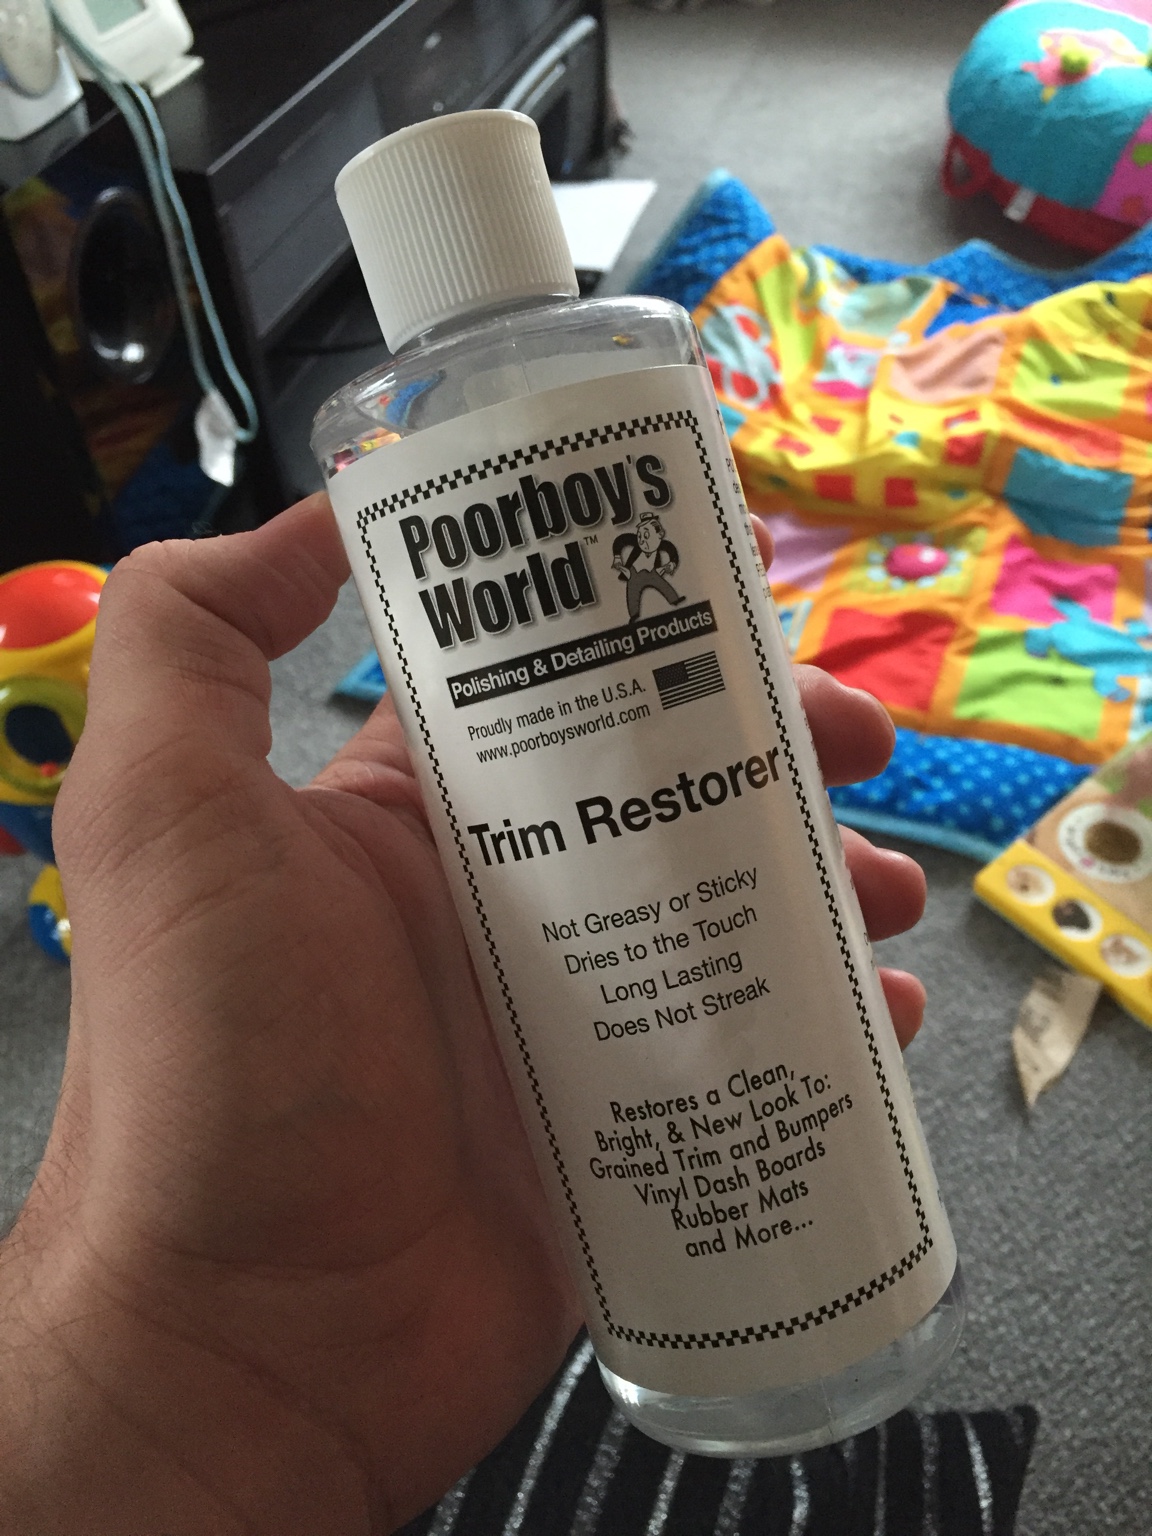 Poorboy's
World™
Polishing & Detailing Products
Proudly made in the U.S.A.
www.poorboysworld.com
Trim Restorer
Not Greasy or Sticky
Dries to the Touch
Long Lasting
Does Not Streak
Restores a Clean,
Bright, & New Look To:
Grained Trim and Bumpers
Vinyl Dash Boards
Rubber Mats
and More...